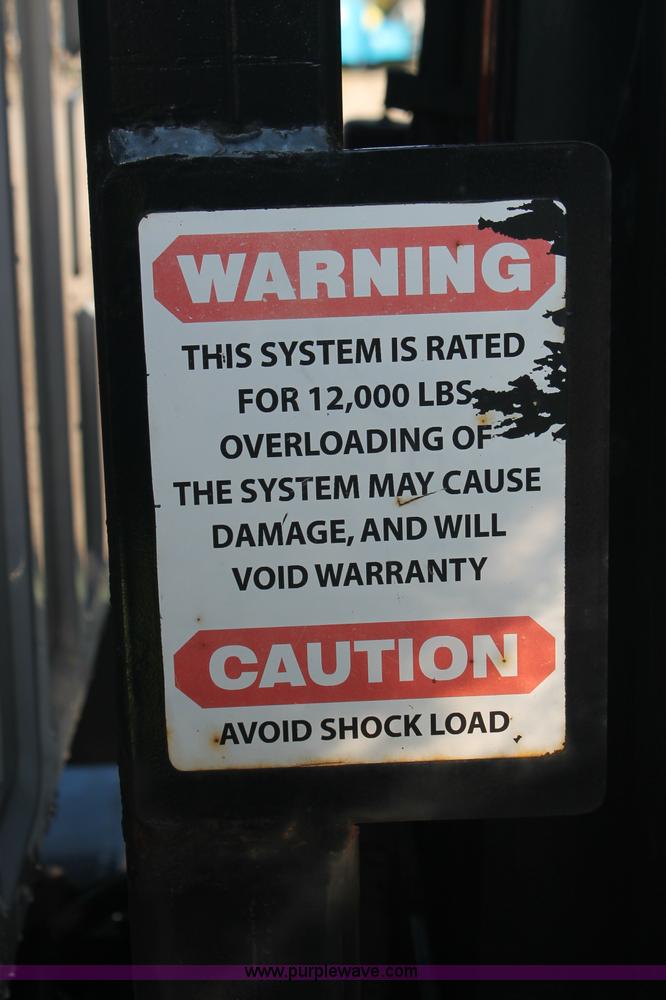 WARNING
THIS SYSTEM IS RATED
FOR 12,000 LBS
OVERLOADING OF
THE SYSTEM MAY CAUSE
DAMAGE, AND WILL
VOID WARRANTY
CAUTION
AVOID SHOCK LOAD
www.purplewave.com